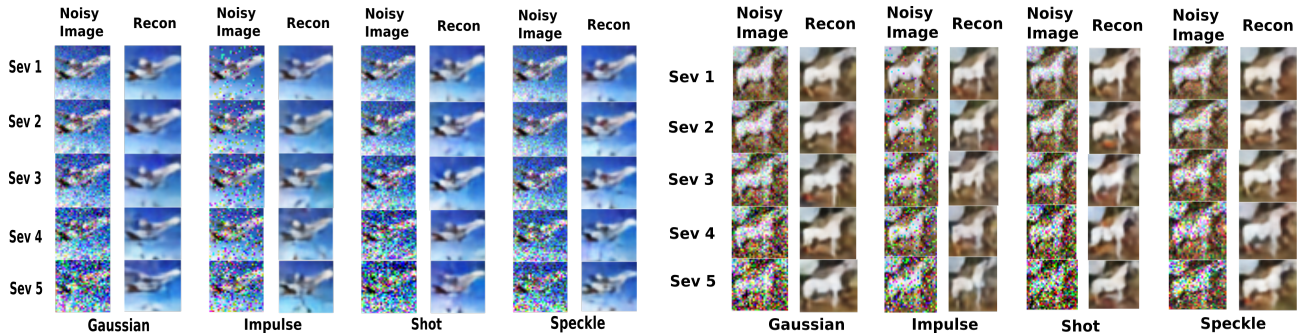 Noisy Image Recon Noisy Image Recon Noisy Image Recon Noisy Image Recon
Sev 1
Sev 2
Sev 3
Sev 4
Sev 5
Gaussian Impulse Shot Speckle
Noisy Image Recon Noisy Image Recon Noisy Image Recon Noisy Image Recon
Sev 1
Sev 2
Sev 3
Sev 4
Sev 5
Gaussian Impulse Shot Speckle